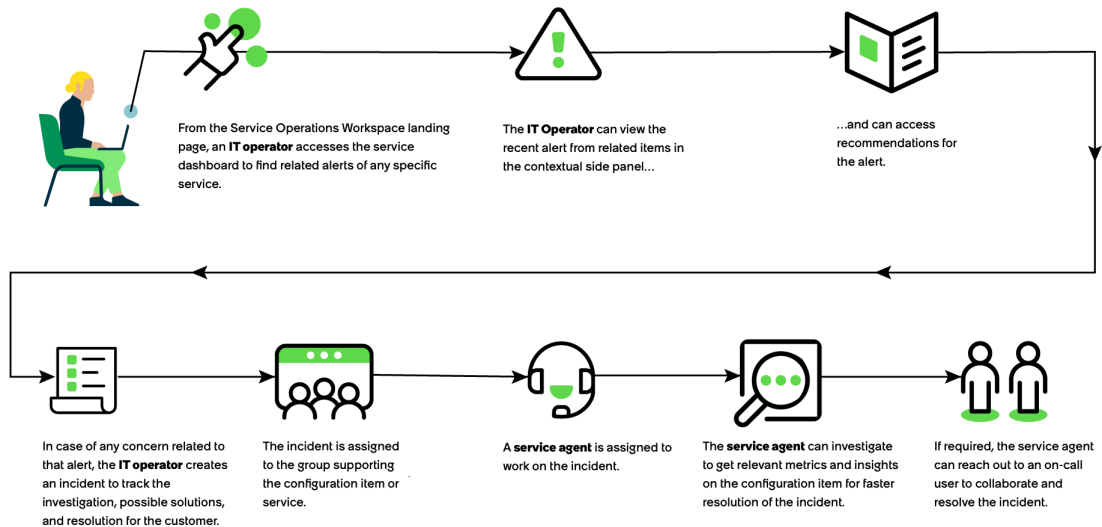 From the Service Operations Workspace landing
page, an IT operator accesses the service
dashboard to find related alerts of any specific
service.
The IT Operator can view the
recent alert from related items in
the contextual side panel...
...and can access
recommendations for
the alert.
In case of any concern related to
that alert, the IT operator creates
an incident to track the
investigation, possible solutions,
and resolution for the customer.
The incident is assigned
to the group supporting
the configuration item or
service.
A service agent is assigned to
work on the incident.
The service agent can investigate
to get relevant metrics and insights
on the configuration item for faster
resolution of the incident.
If required, the service agent
can reach out to an on-call
user to collaborate and
resolve the incident.